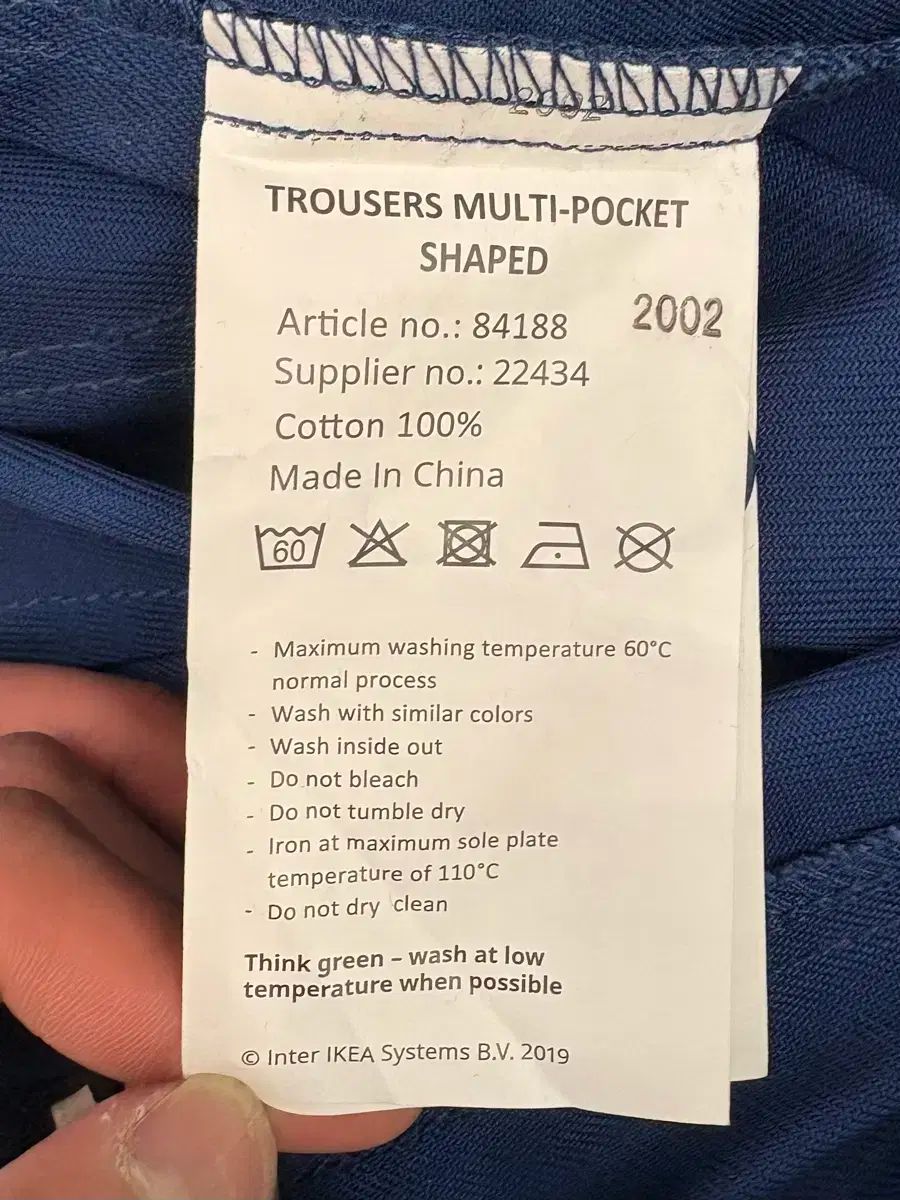 2002
TROUSERS MULTI-POCKET
SHAPED
Article no.: 84188
2002
Supplier no.: 22434
Cotton 100%
Made In China
60
- Maximum washing temperature 60°C
normal process
- Wash with similar colors
- Wash inside out
- Do not bleach
- Do not tumble dry
- Iron at maximum sole plate
temperature of 110°C
- Do not dry clean
Think green – wash at low
temperature when possible
© Inter IKEA Systems B.V. 2019